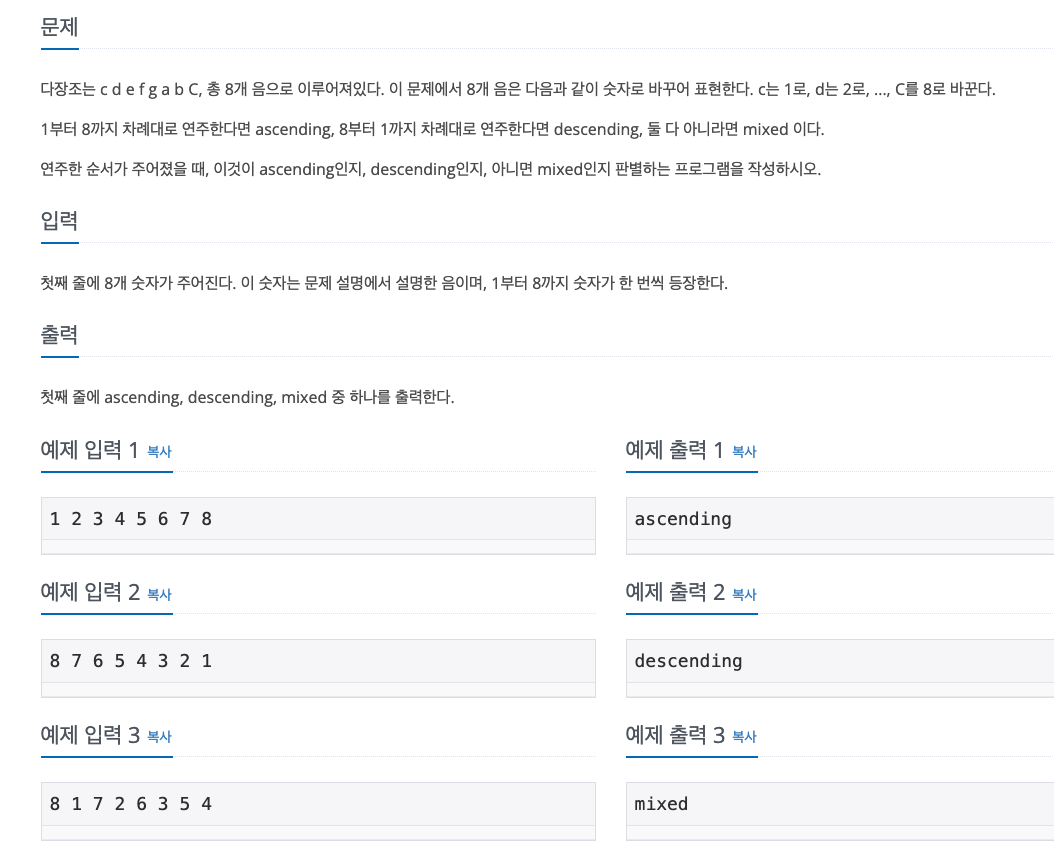 문제
다장조는 c d e f g a b C, 총 8개 음으로 이루어져있다. 이 문제에서 8개 음은 다음과 같이 숫자로 바꾸어 표현한다. c는 1로, d는 2로, ..., C를 8로 바꾼다.
1부터 8까지 차례대로 연주한다면 ascending, 8부터 1까지 차례대로 연주한다면 descending, 둘 다 아니라면 mixed 이다.
연주한 순서가 주어졌을 때, 이것이 ascending인지, descending인지, 아니면 mixed인지 판별하는 프로그램을 작성하시오.
입력
첫째 줄에 8개 숫자가 주어진다. 이 숫자는 문제 설명에서 설명한 음이며, 1부터 8까지 숫자가 한 번씩 등장한다.
출력
첫째 줄에 ascending, descending, mixed 중 하나를 출력한다.
예제 입력 1 복사
1 2 3 4 5 6 7 8
예제 출력 1 복사
ascending
예제 입력 2 복사
8 7 6 5 4 3 2 1
예제 출력 2 복사
descending
예제 입력 3 복사
8 1 7 2 6 3 5 4
예제 출력 3 복사
mixed